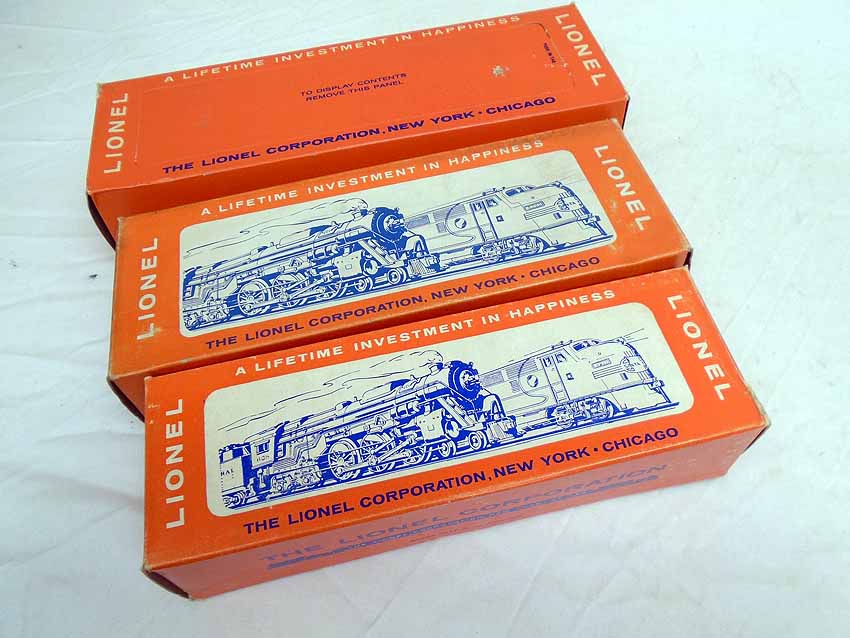 A LIFETIME INVESTMENT IN HAPPINESS
LIONEL
LIONEL
TO DISPLAY CONTENTS
REMOVE THIS PANEL
THE LIONEL CORPORATION, NEW YORK · CHICAGO
A LIFETIME INVESTMENT IN HAPPINESS
LIONEL
LIONEL
THE LIONEL CORPORATION, NEW YORK · CHICAGO
A LIFETIME INVESTMENT IN HAPPINESS
LIONEL
LIONEL
THE LIONEL CORPORATION, NEW YORK · CHICAGO
THE LIONEL CORPORATION